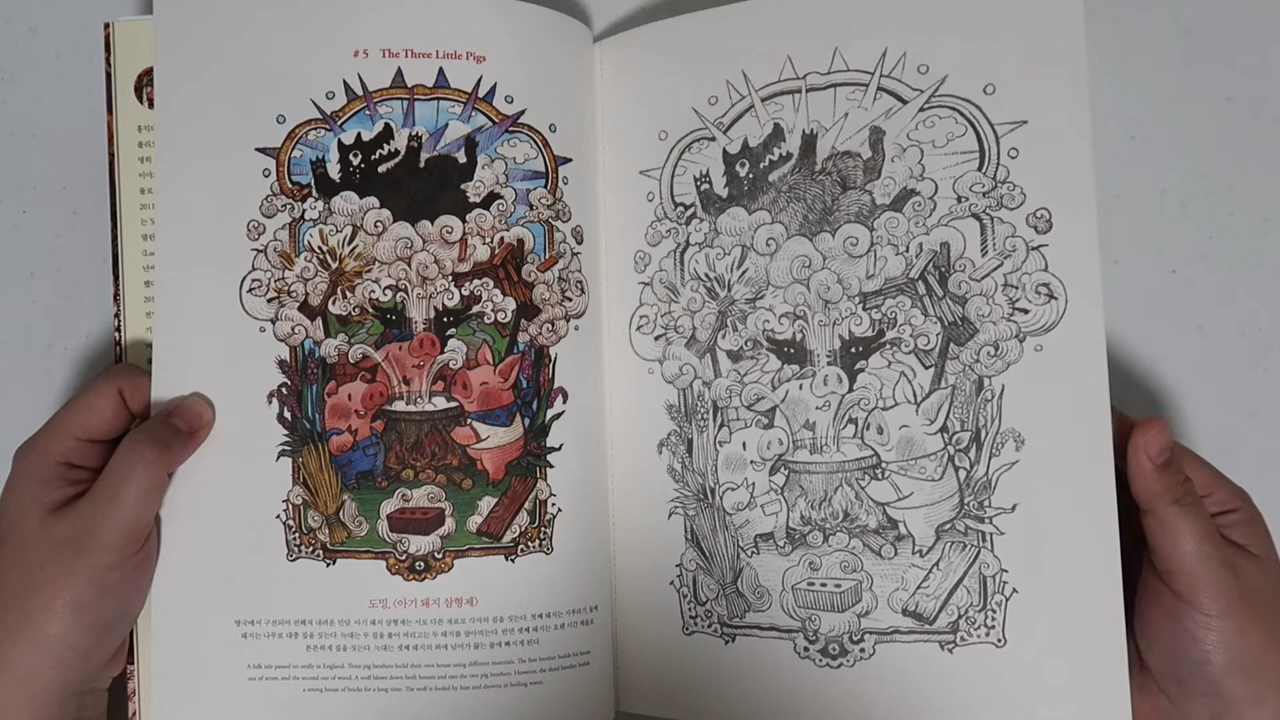 홍익대
2011
20
#5 The Three Little Pigs
도밍, 〈아기 돼지 삼형제〉
영국에서 구전되어 전해져 내려온 민담. 아기 돼지 삼형제는 서로 다른 재료로 각자의 집을 짓는다. 첫째 돼지는 지푸라기, 둘째
돼지는 나무로 대충 집을 짓는다. 늑대는 두 집을 불어 버리고는 두 돼지를 잡아먹는다. 반면 셋째 돼지는 오랜 시간 벽돌로
튼튼하게 집을 짓는다. 늑대는 셋째 돼지의 꾀에 넘어가 끓는 물에 빠지게 된다.
A folk tale passed on orally in England. Three pig brothers build their own house using different materials. The first brother builds his house
out of straw, and the second out of wood. A wolf blows down both houses and eats the two pig brothers. However, the third brother builds
a strong house of bricks for a long time. The wolf is fooled by him and drowns in boiling water.